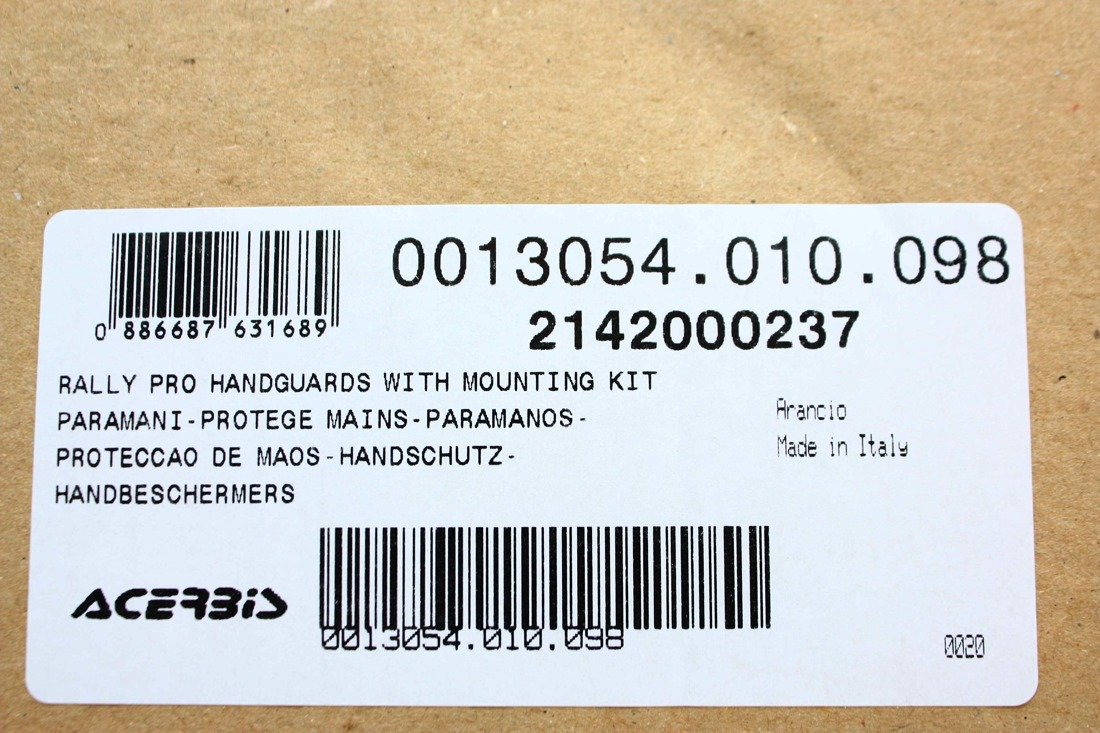 0013054.010.098
0 886687 631689
2142000237
RALLY PRO HANDGUARDS WITH MOUNTING KIT
PARAMANI-PROTEGE MAINS-PARAMANOS-
PROTECCAO DE MAOS-HANDSCHUTZ-
HANDBESCHERMERS
Arancio
Made in Italy
ACERBIS
0013054.010.098
0020